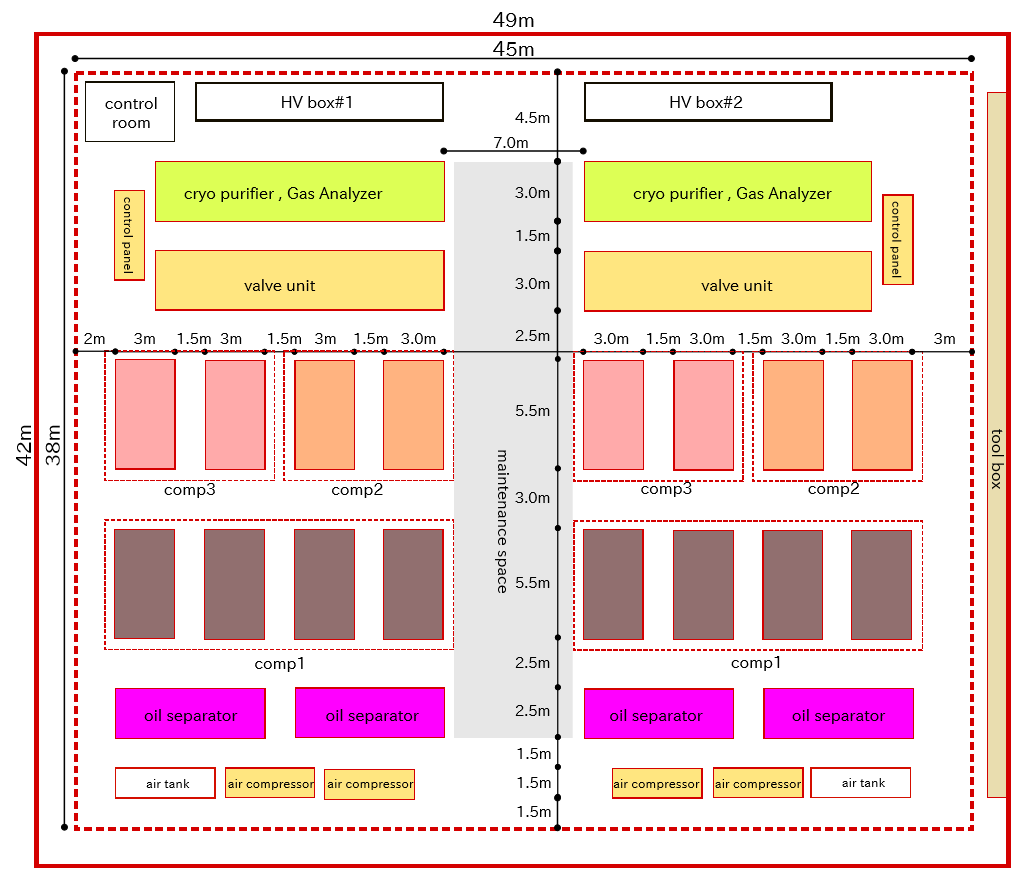 49m
45m
control
room
HV box#1
HV box#2
4.5m
7.0m
cryo purifier , Gas Analyzer
3.0m
cryo purifier , Gas Analyzer
control panel
control panel
1.5m
valve unit
3.0m
valve unit
2m 3m 1.5m 3m 1.5m 3m 1.5m 3.0m
2.5m
3.0m 1.5m 3.0m 1.5m 3.0m 1.5m 3.0m 3m
42m
38m
5.5m
tool box
comp3
comp2
comp3
comp2
maintenance space
3.0m
5.5m
comp1
2.5m
comp1
oil separator
oil separator
2.5m
oil separator
oil separator
1.5m
air tank
air compressor
air compressor
1.5m
air compressor
air compressor
air tank
1.5m